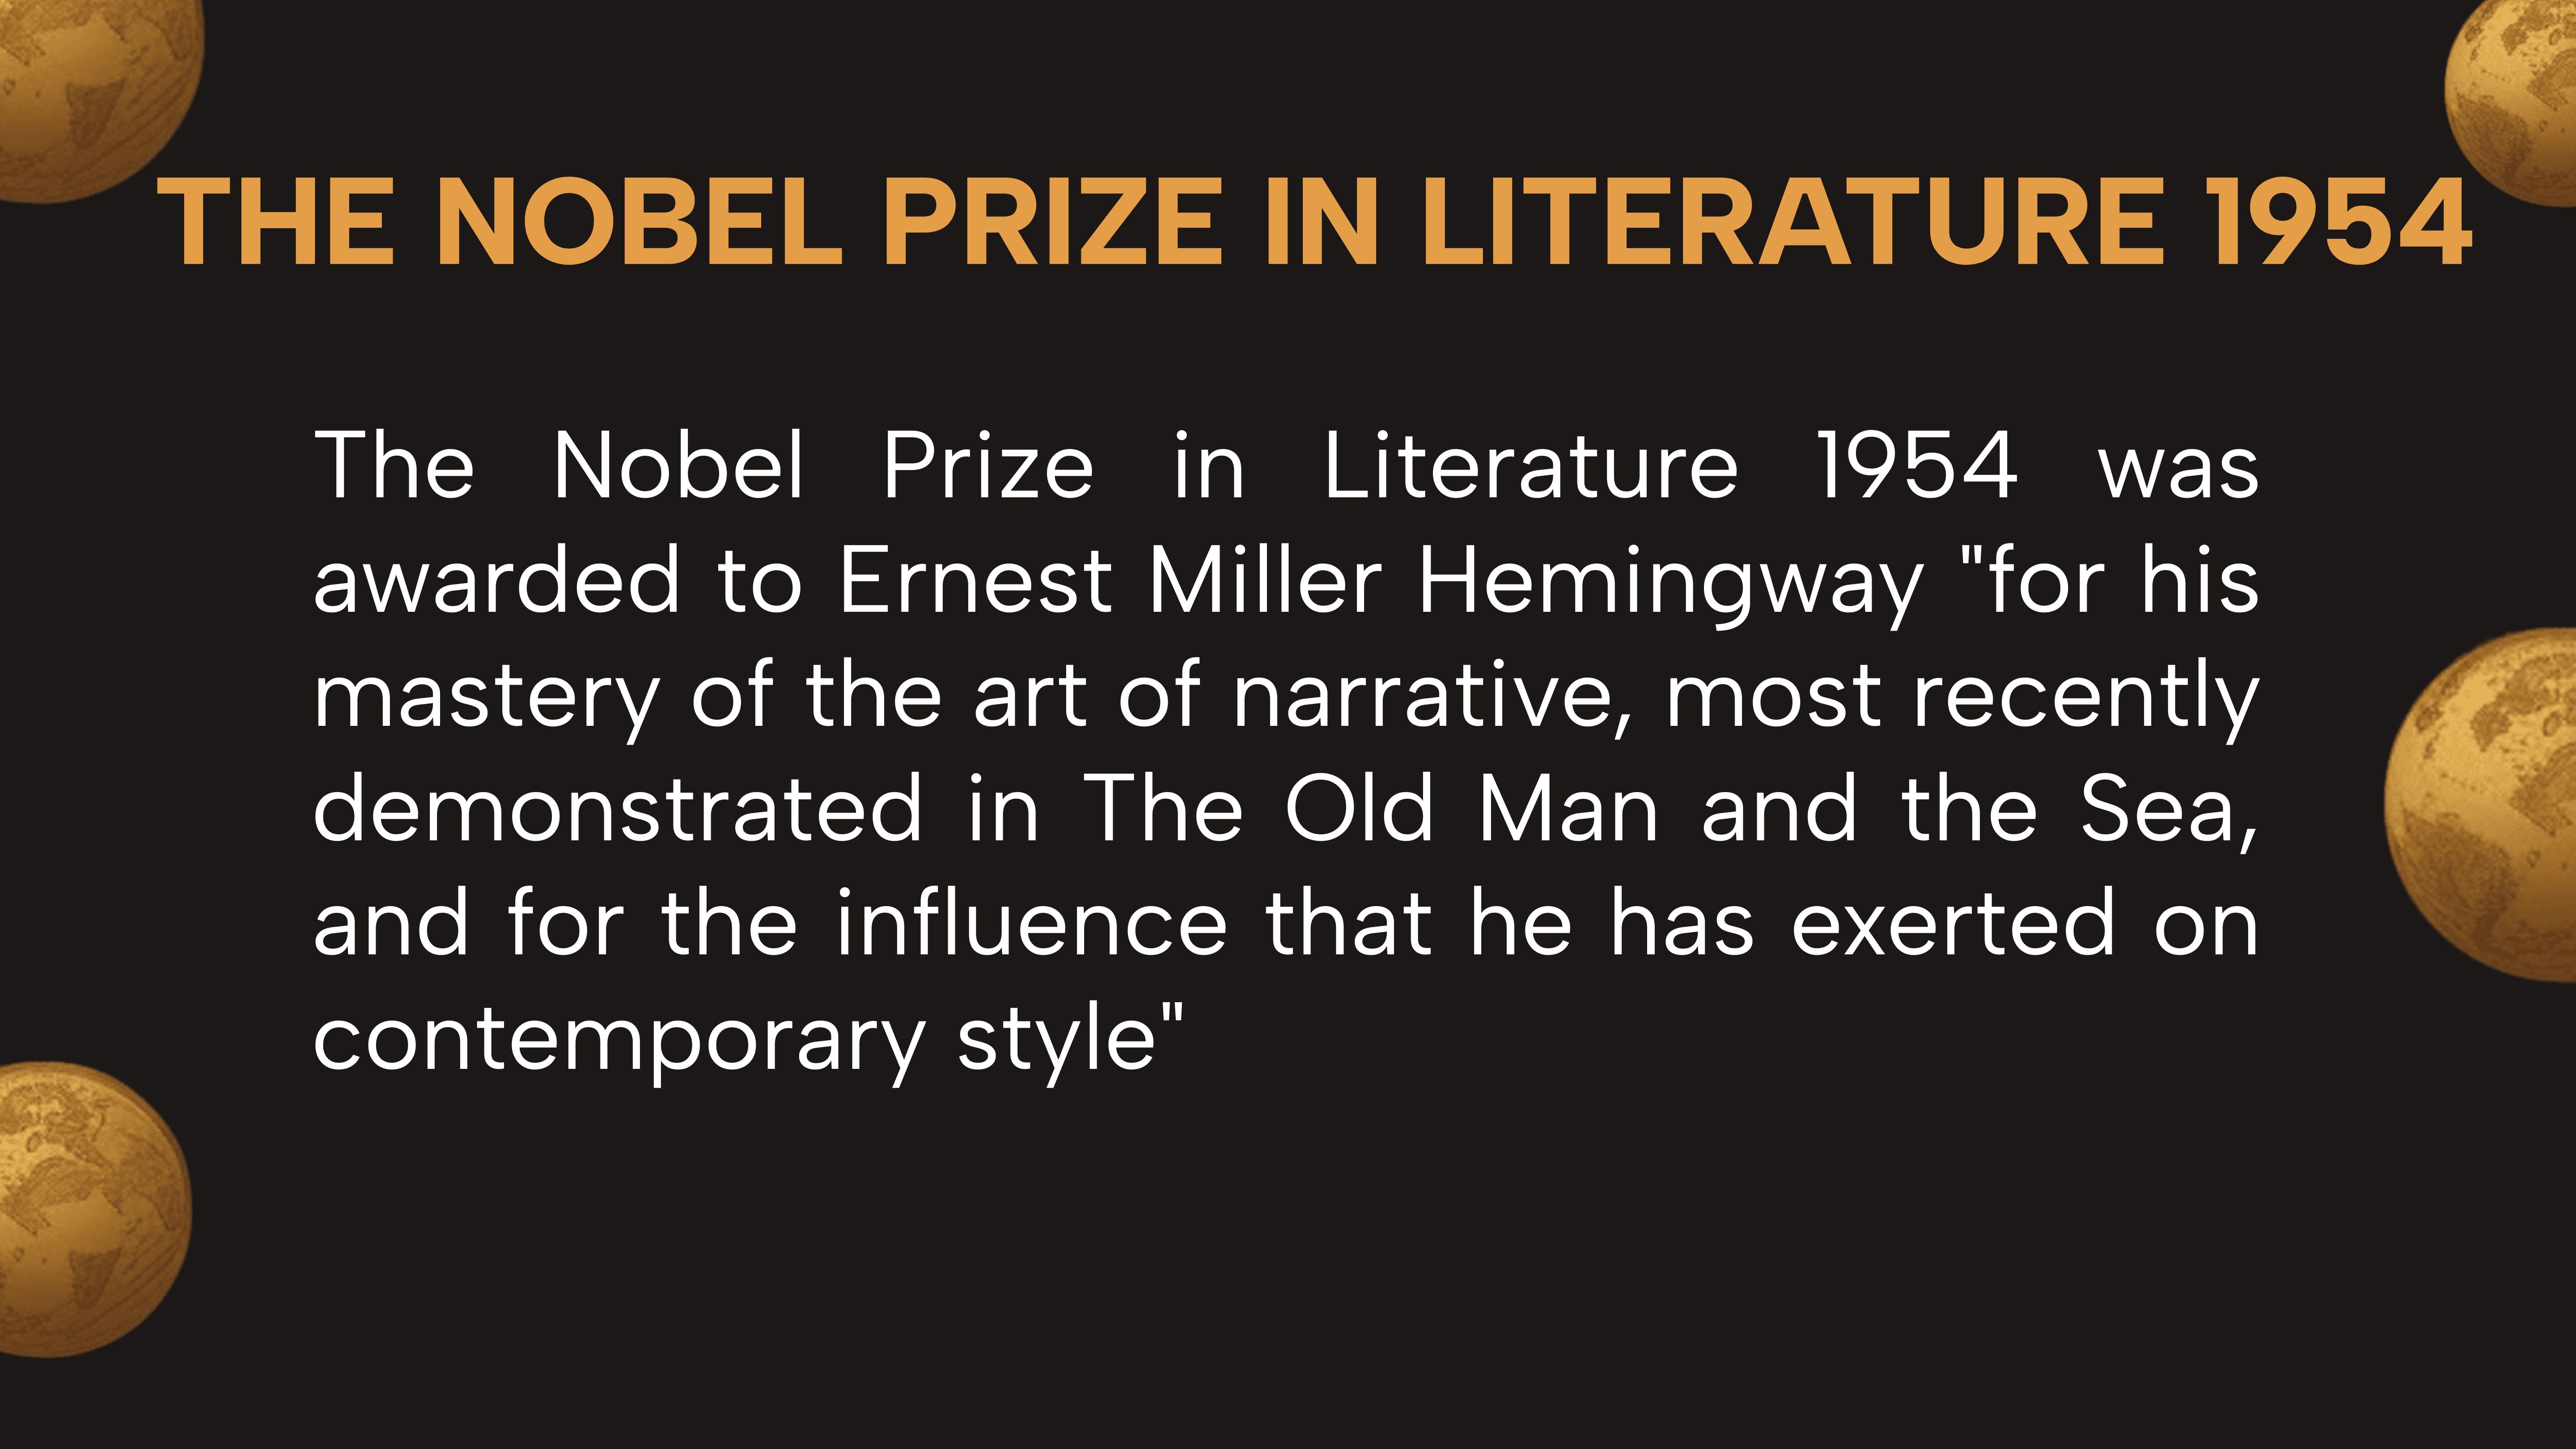 THE NOBEL PRIZE IN LITERATURE 1954
The Nobel Prize in Literature 1954 was
awarded to Ernest Miller Hemingway "for his
mastery of the art of narrative, most recently
demonstrated in The Old Man and the Sea,
and for the influence that he has exerted on
contemporary style"